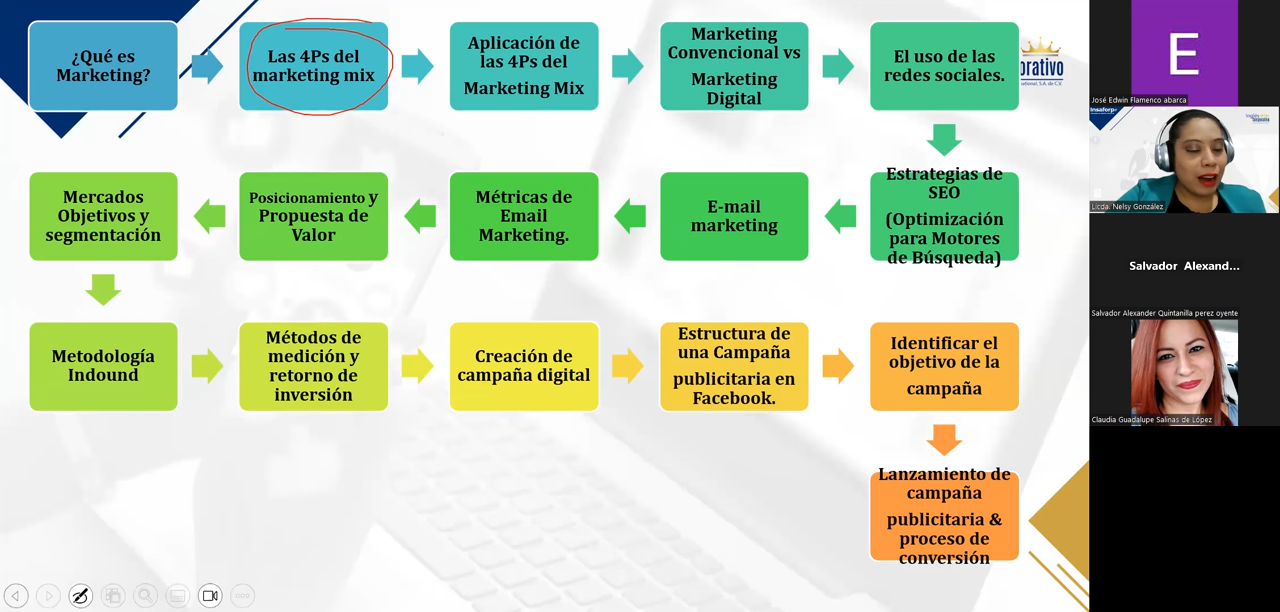 ¿Qué es
Marketing?
Las 4Ps del
marketing mix
Aplicación de
las 4Ps del
Marketing Mix
Marketing
Convencional vs
Marketing
Digital
El uso de las
redes sociales.
orativo
national, S.A. de C.V.
Estrategias de
SEO
(Optimización
para Motores
de Búsqueda)
E-mail
marketing
Métricas de
Email
Marketing.
Posicionamiento y
Propuesta de
Valor
Mercados
Objetivos y
segmentación
Metodología
Indound
Métodos de
medición y
retorno de
inversión
Creación de
campaña digital
Estructura de
una Campaña
publicitaria en
Facebook.
Identificar el
objetivo de la
campaña
Lanzamiento de
campaña
publicitaria &
proceso de
conversión
E
José Edwin Flamenco abarca
Insaforp
Licda. Nelsy González
Salvador Alexand...
Salvador Alexander Quintanilla perez oyente
Claudia Guadalupe Salinas de López